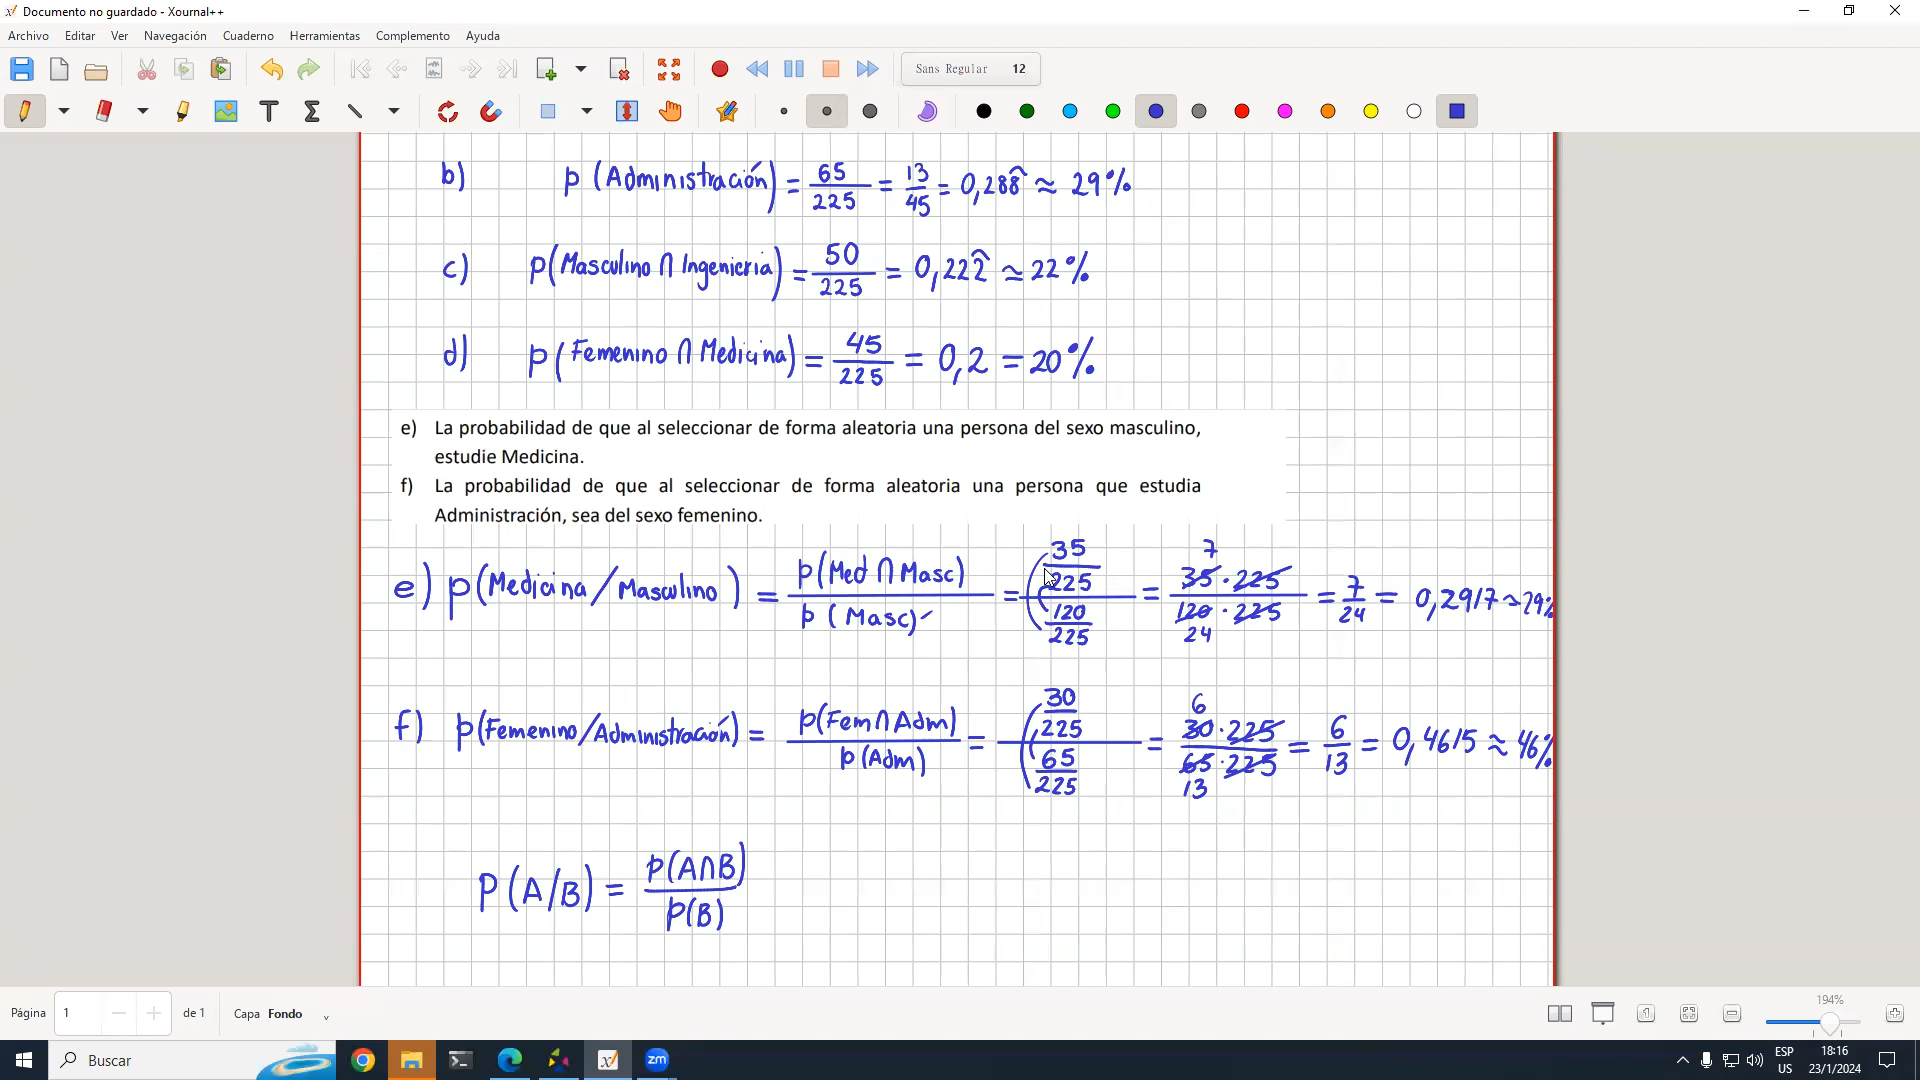 Documento no guardado - Xournal++
Archivo Editar Ver Navegación Cuaderno Herramientas Complemento Ayuda
Sans Regular 12
b) p (Administración) = 65/225 = 13/45 = 0,288̂ ≈ 29%
c) p(Masculino ∩ Ingeniería) = 50/225 = 0,222̂ ≈ 22%
d) p(Femenino ∩ Medicina) = 45/225 = 0,2 = 20%
e) La probabilidad de que al seleccionar de forma aleatoria una persona del sexo masculino,
estudie Medicina.
f) La probabilidad de que al seleccionar de forma aleatoria una persona que estudia
Administración, sea del sexo femenino.
e) p(Medicina/Masculino) = p(Med ∩ Masc) / p(Masc) = (35/225) / (120/225) = 35·225 / 120·225 = 7/24 = 0,2917 ≈ 29%
7
24
f) p(Femenino/Administración) = p(Fem ∩ Adm) / p(Adm) = (30/225) / (65/225) = 30·225 / 65·225 = 6/13 = 0,4615 ≈ 46%
6
13
P(A/B) = p(A∩B) / p(B)
Página 1 de 1 Capa Fondo
194%
Buscar
zm
ESP
US
18:16
23/1/2024